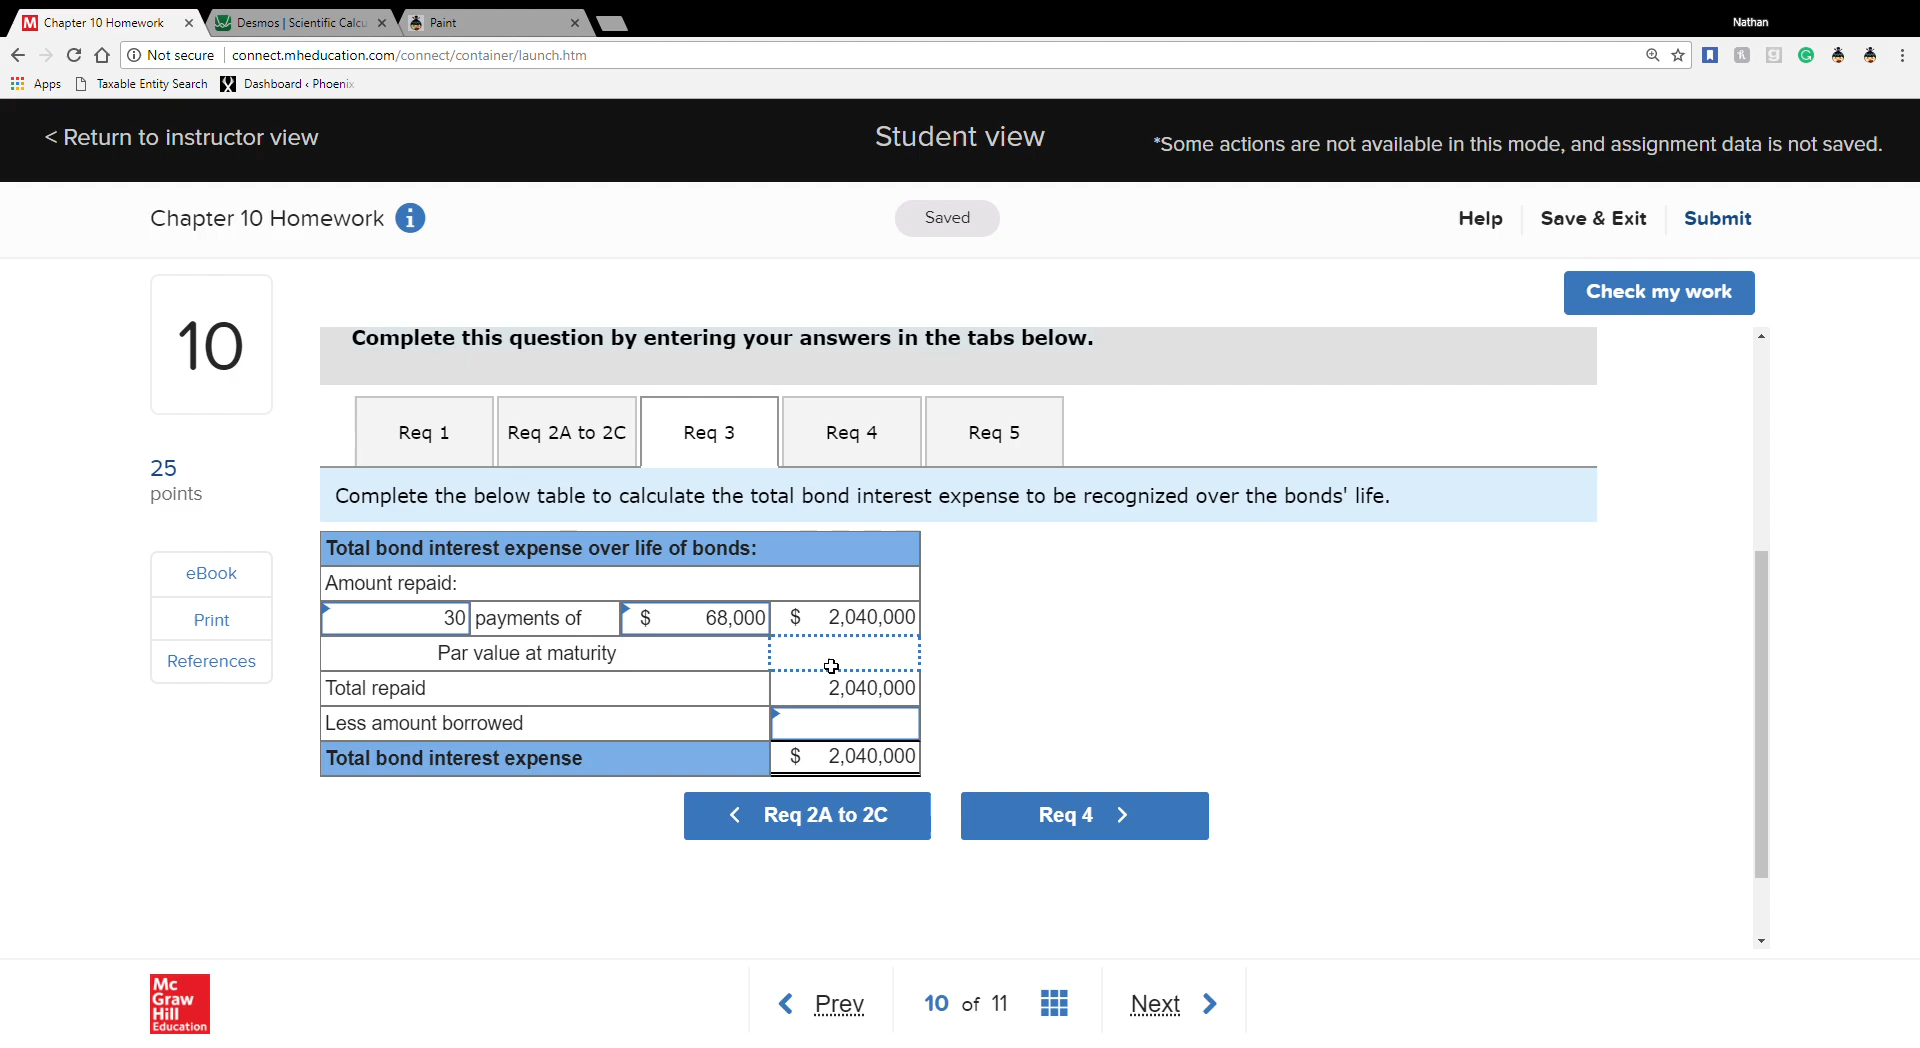 Chapter 10 Homework
Desmos | Scientific Calcu
Paint
Nathan
Not secure
connect.mheducation.com/connect/container/launch.htm
Apps
Taxable Entity Search
Dashboard ‹ Phoenix
< Return to instructor view
Student view
*Some actions are not available in this mode, and assignment data is not saved.
Chapter 10 Homework
i
Saved
Help
Save & Exit
Submit
Check my work
10
25
points
eBook
Print
References
Complete this question by entering your answers in the tabs below.
Req 1
Req 2A to 2C
Req 3
Req 4
Req 5
Complete the below table to calculate the total bond interest expense to be recognized over the bonds' life.
Total bond interest expense over life of bonds:
Amount repaid:
30 payments of $ 68,000 $ 2,040,000
Par value at maturity
Total repaid 2,040,000
Less amount borrowed
Total bond interest expense $ 2,040,000
< Req 2A to 2C
Req 4 >
Mc
Graw
Hill
Education
Prev
10 of 11
Next